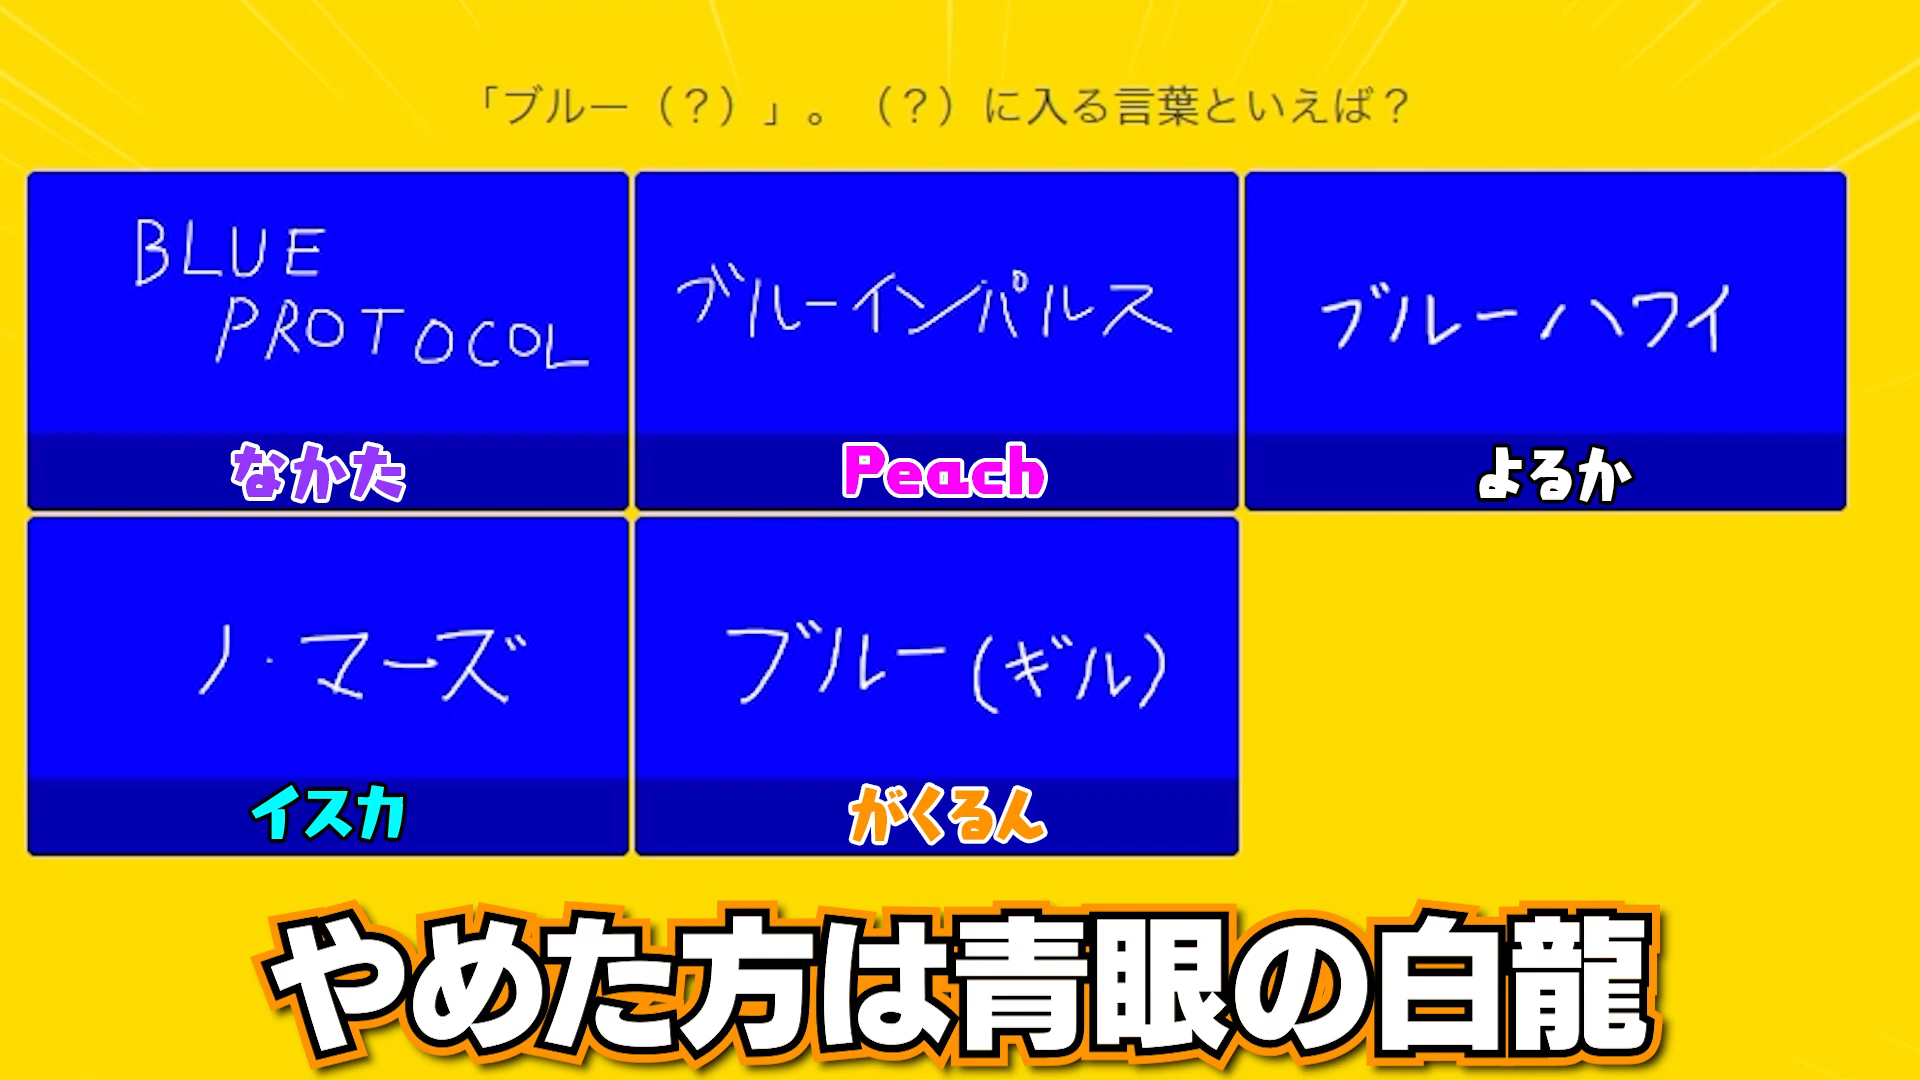 「ブルー（？）」。（？）に入る言葉といえば？
BLUE
PROTOCOL
なかた
ブルーインパルス
Peach
ブルーハワイ
よるか
ノ・マーズ
イスカ
ブルー(ギル)
がくるん
やめた方は青眼の白龍